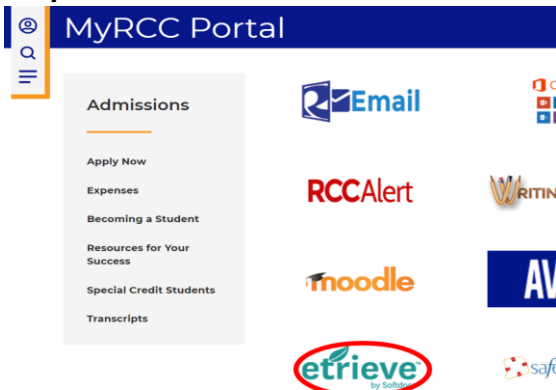 MyRCC Portal
Admissions
Apply Now
Expenses
Becoming a Student
Resources for Your
Success
Special Credit Students
Transcripts
Email
RCCAlert
moodle
etrieve
by Softdoc